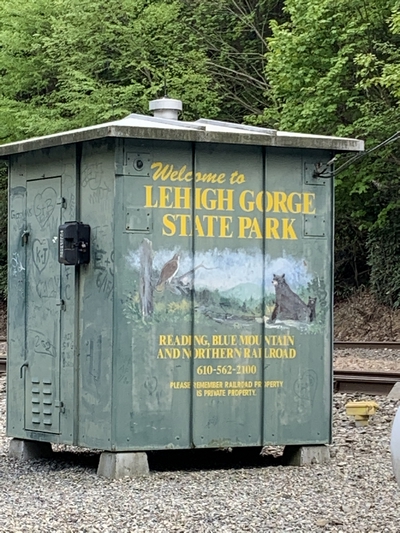 Welcome to
LEHIGH GORGE
STATE PARK
READING, BLUE MOUNTAIN
AND NORTHERN RAILROAD
610-562-2100
PLEASE REMEMBER RAILROAD PROPERTY
IS PRIVATE PROPERTY.